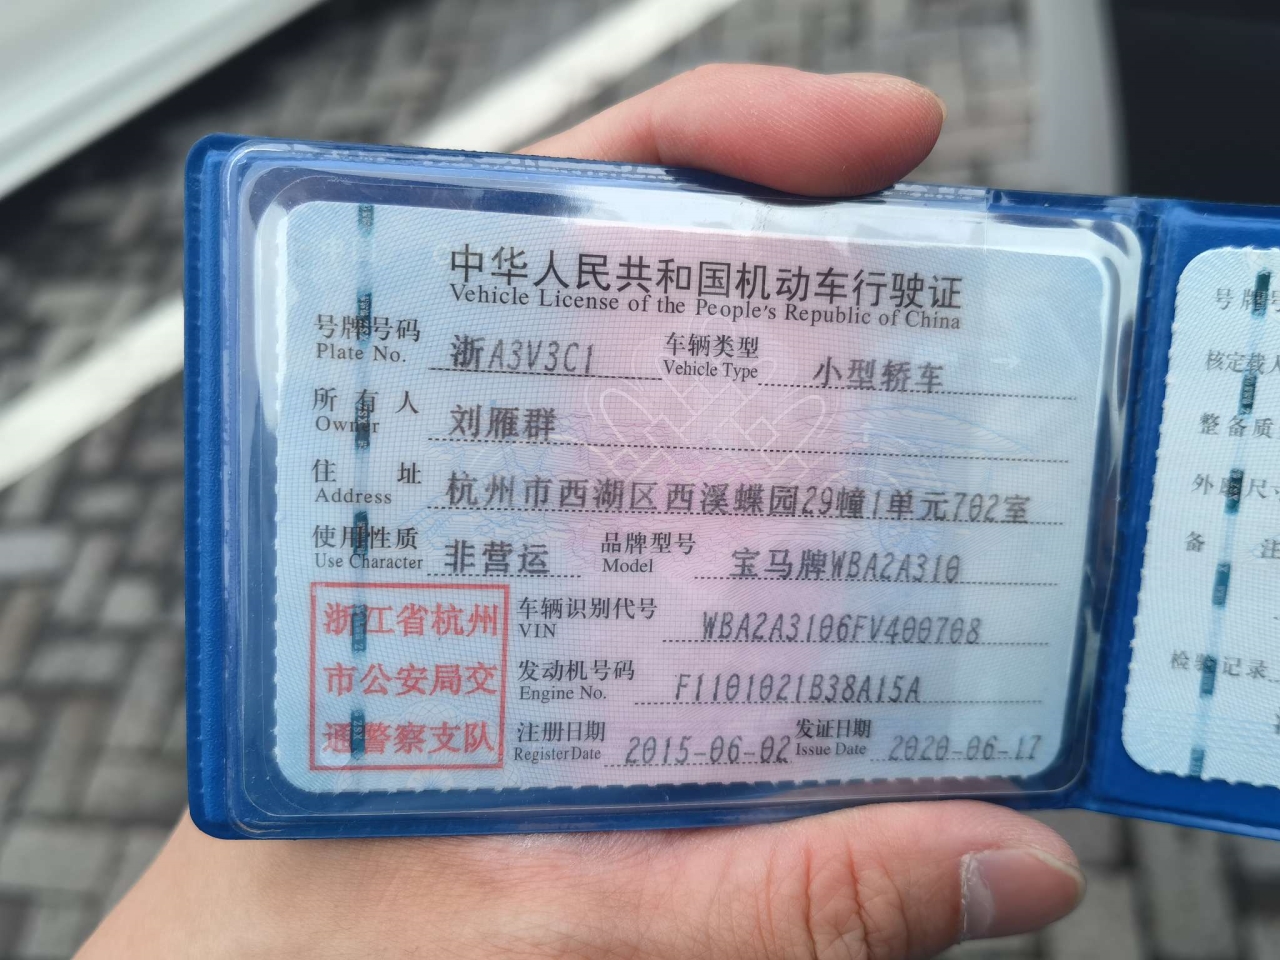 中华人民共和国机动车行驶证
Vehicle License of the People's Republic of China
号牌号码 浙A3V3C1 车辆类型 小型轿车
Plate No. Vehicle Type
所有人 刘雁群
Owner
住址 杭州市西湖区西溪蝶园29幢1单元702室
Address
使用性质 非营运 品牌型号 宝马牌WBA2A310
Use Character Model
浙江省杭州
市公安局交
通警察支队
车辆识别代号 WBA2A3106FV400708
VIN
发动机号码 F1101021B38A15A
Engine No.
注册日期 2015-06-02 发证日期 2020-06-17
Register Date Issue Date
号牌号
核定载人
整备质
外廓尺寸
备 注
检验记录